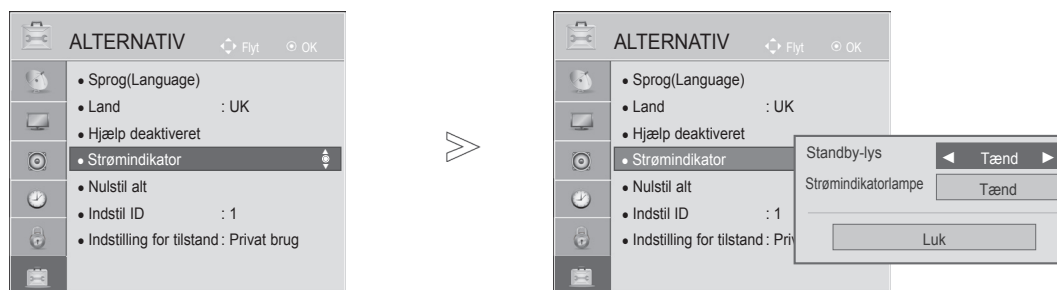 ALTERNATIV Flyt OK
• Sprog(Language)
• Land : UK
• Hjælp deaktiveret
• Strømindikator
• Nulstil alt
• Indstil ID : 1
• Indstilling for tilstand : Privat brug
ALTERNATIV Flyt OK
• Sprog(Language)
• Land : UK
• Hjælp deaktiveret
• Strømindikator
• Nulstil alt
• Indstil ID : 1
• Indstilling for tilstand : Pri
Standby-lys ◄ Tænd ►
Strømindikatorlampe Tænd
Luk